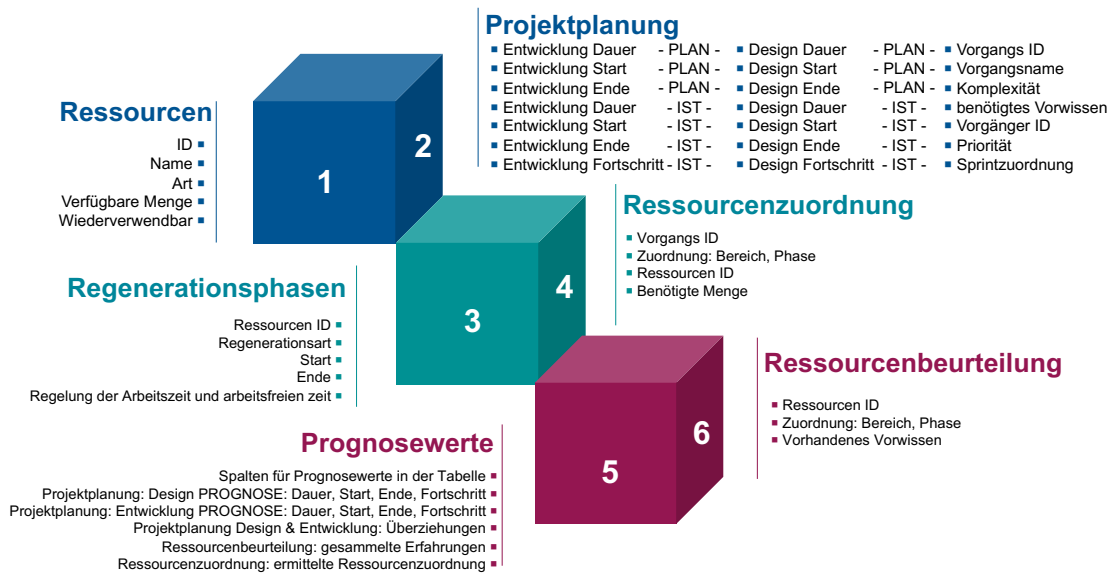 Projektplanung
▪ Entwicklung Dauer - PLAN - ▪ Design Dauer - PLAN - ▪ Vorgangs ID
▪ Entwicklung Start - PLAN - ▪ Design Start - PLAN - ▪ Vorgangsname
▪ Entwicklung Ende - PLAN - ▪ Design Ende - PLAN - ▪ Komplexität
▪ Entwicklung Dauer - IST - ▪ Design Dauer - IST - ▪ benötigtes Vorwissen
▪ Entwicklung Start - IST - ▪ Design Start - IST - ▪ Vorgänger ID
▪ Entwicklung Ende - IST - ▪ Design Ende - IST - ▪ Priorität
▪ Entwicklung Fortschritt - IST - ▪ Design Fortschritt - IST - ▪ Sprintzuordnung
Ressourcen
ID ▪
Name ▪
Art ▪
Verfügbare Menge ▪
Wiederverwendbar ▪
1
2
Ressourcenzuordnung
▪ Vorgangs ID
▪ Zuordnung: Bereich, Phase
▪ Ressourcen ID
▪ Benötigte Menge
Regenerationsphasen
Ressourcen ID ▪
Regenerationsart ▪
Start ▪
Ende ▪
Regelung der Arbeitszeit und arbeitsfreien zeit ▪
3
4
Ressourcenbeurteilung
▪ Ressourcen ID
▪ Zuordnung: Bereich, Phase
▪ Vorhandenes Vorwissen
Prognosewerte
Spalten für Prognosewerte in der Tabelle ▪
Projektplanung: Design PROGNOSE: Dauer, Start, Ende, Fortschritt ▪
Projektplanung: Entwicklung PROGNOSE: Dauer, Start, Ende, Fortschritt ▪
Projektplanung Design & Entwicklung: Überziehungen ▪
Ressourcenbeurteilung: gesammelte Erfahrungen ▪
Ressourcenzuordnung: ermittelte Ressourcenzuordnung ▪
5
6